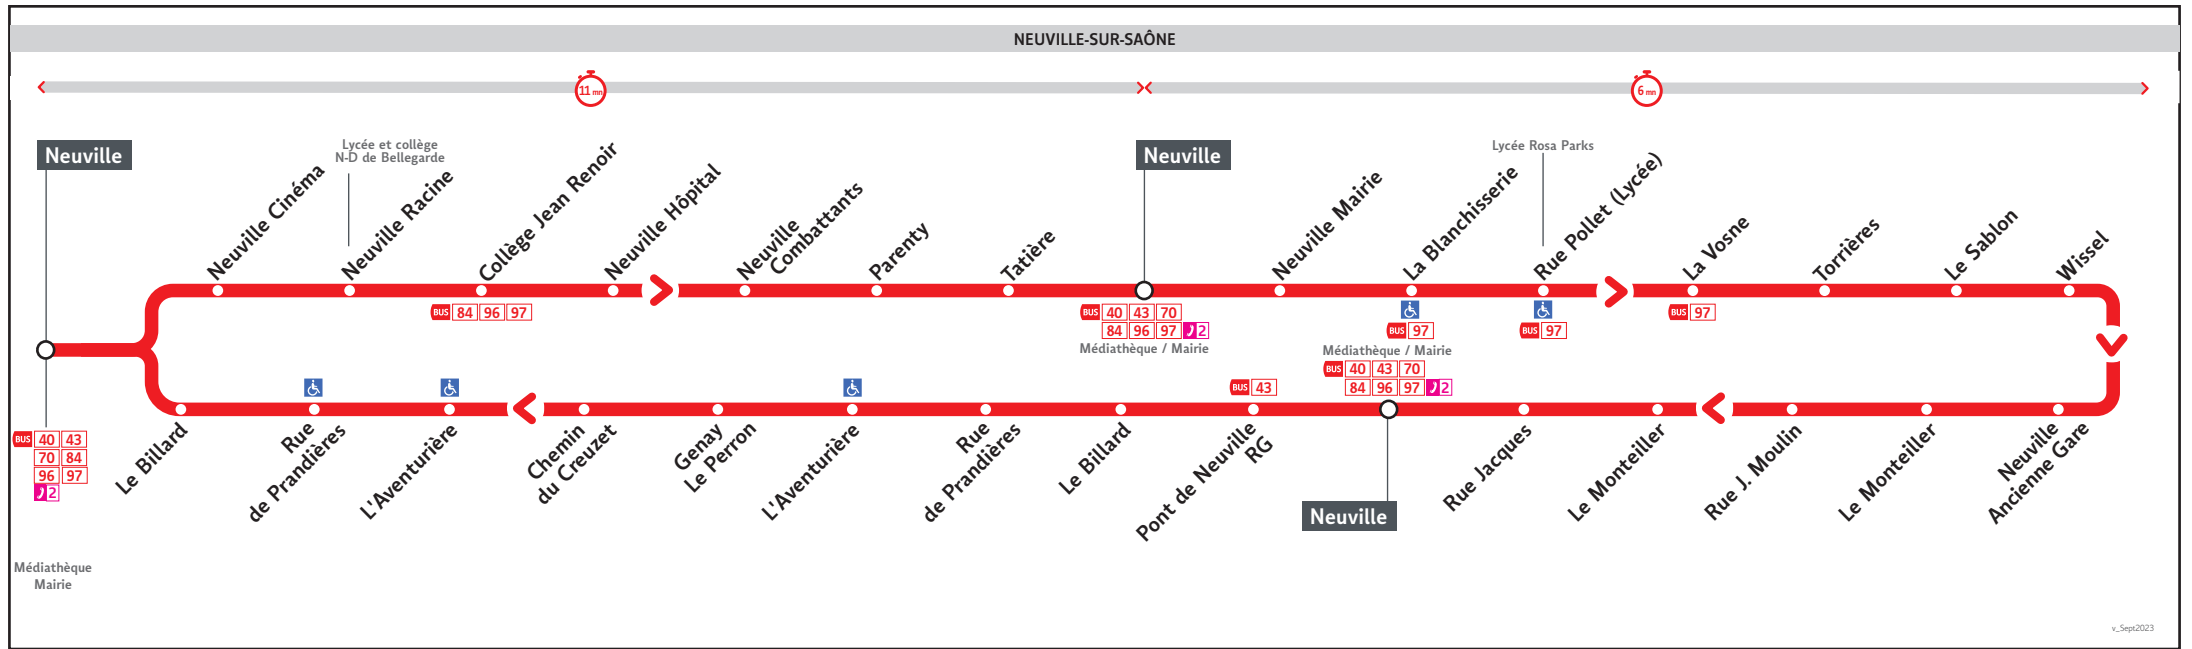 NEUVILLE-SUR-SAÔNE
11 mn
6 mn
Neuville
Neuville Cinéma
Lycée et collège
N-D de Bellegarde
Neuville Racine
Collège Jean Renoir
BUS 84 96 97
Neuville Hôpital
Neuville
Combattants
Parenty
Tatière
Neuville
BUS 40 43 70
84 96 97 2
Médiathèque / Mairie
Neuville Mairie
La Blanchisserie
BUS 97
Lycée Rosa Parks
Rue Pollet (Lycée)
BUS 97
La Vosne
BUS 97
Torrières
Le Sablon
Wissel
BUS 40 43
70 84
96 97
2
Médiathèque
Mairie
Le Billard
Rue
de Prandières
L'Aventurière
Chemin
du Creuzet
Genay
Le Perron
L'Aventurière
Rue
de Prandières
Le Billard
BUS 43
Pont de Neuville
RG
Médiathèque / Mairie
BUS 40 43 70
84 96 97 2
Neuville
Rue Jacques
Le Monteiller
Rue J. Moulin
Le Monteiller
Neuville
Ancienne Gare
v_Sept2023